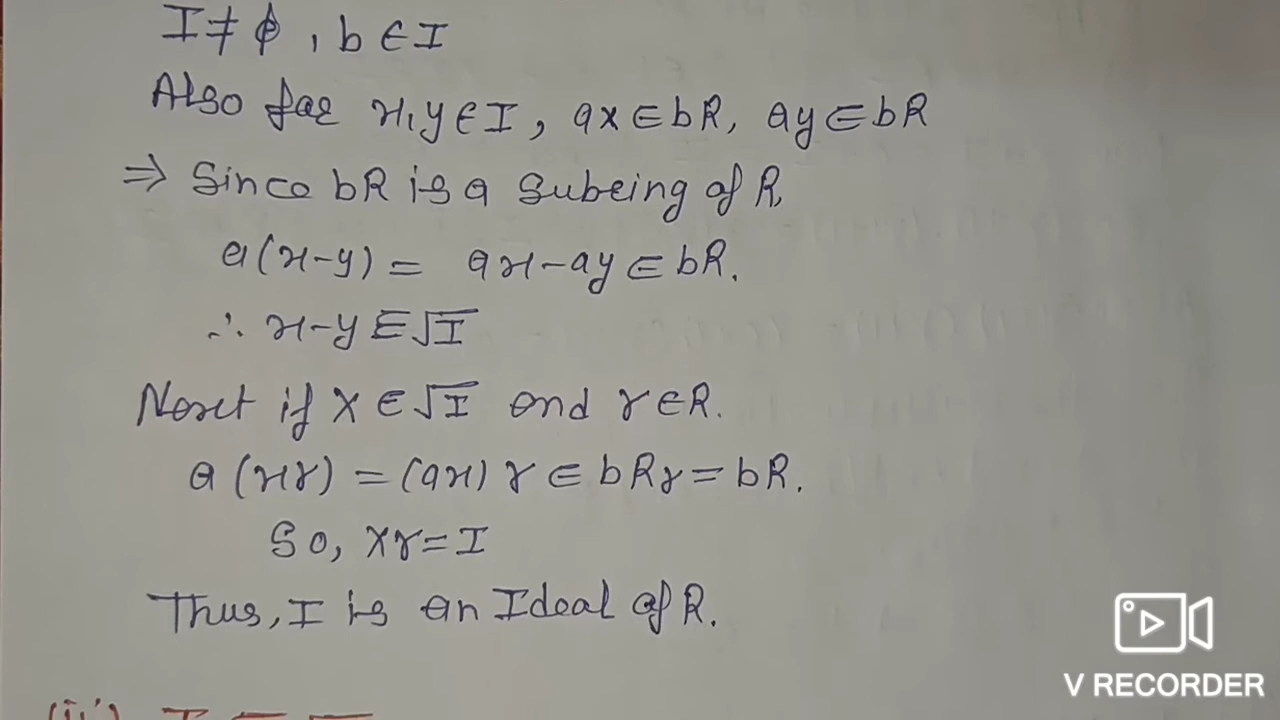 I ≠ ϕ, b ∈ I
Also for x, y ∈ I, ax ∈ bR, ay ∈ bR
⇒ Since bR is a Subring of R,
a(x-y) = ax-ay ∈ bR.
∴ x-y ∈ √I
Next if x ∈ √I and r ∈ R.
a(xr) = (ax) r ∈ bRr = bR.
So, xr = I
Thus, I is an Ideal of R.
V RECORDER